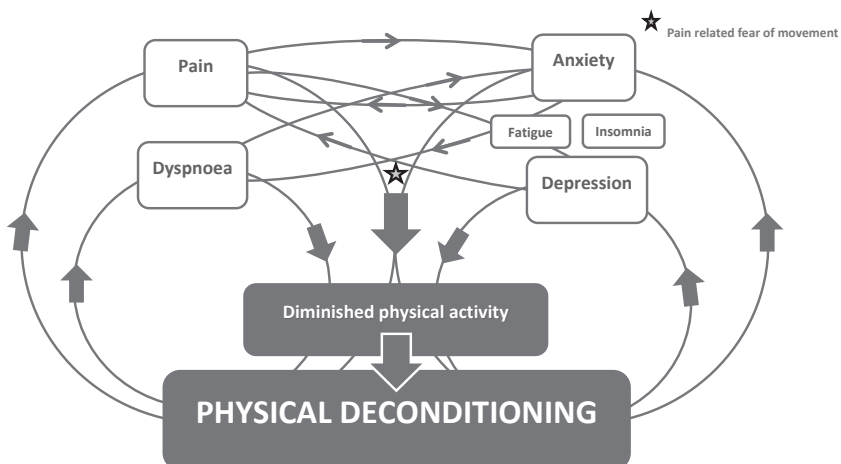 Pain related fear of movement
Pain
Anxiety
Fatigue
Insomnia
Dyspnoea
Depression
Diminished physical activity
PHYSICAL DECONDITIONING